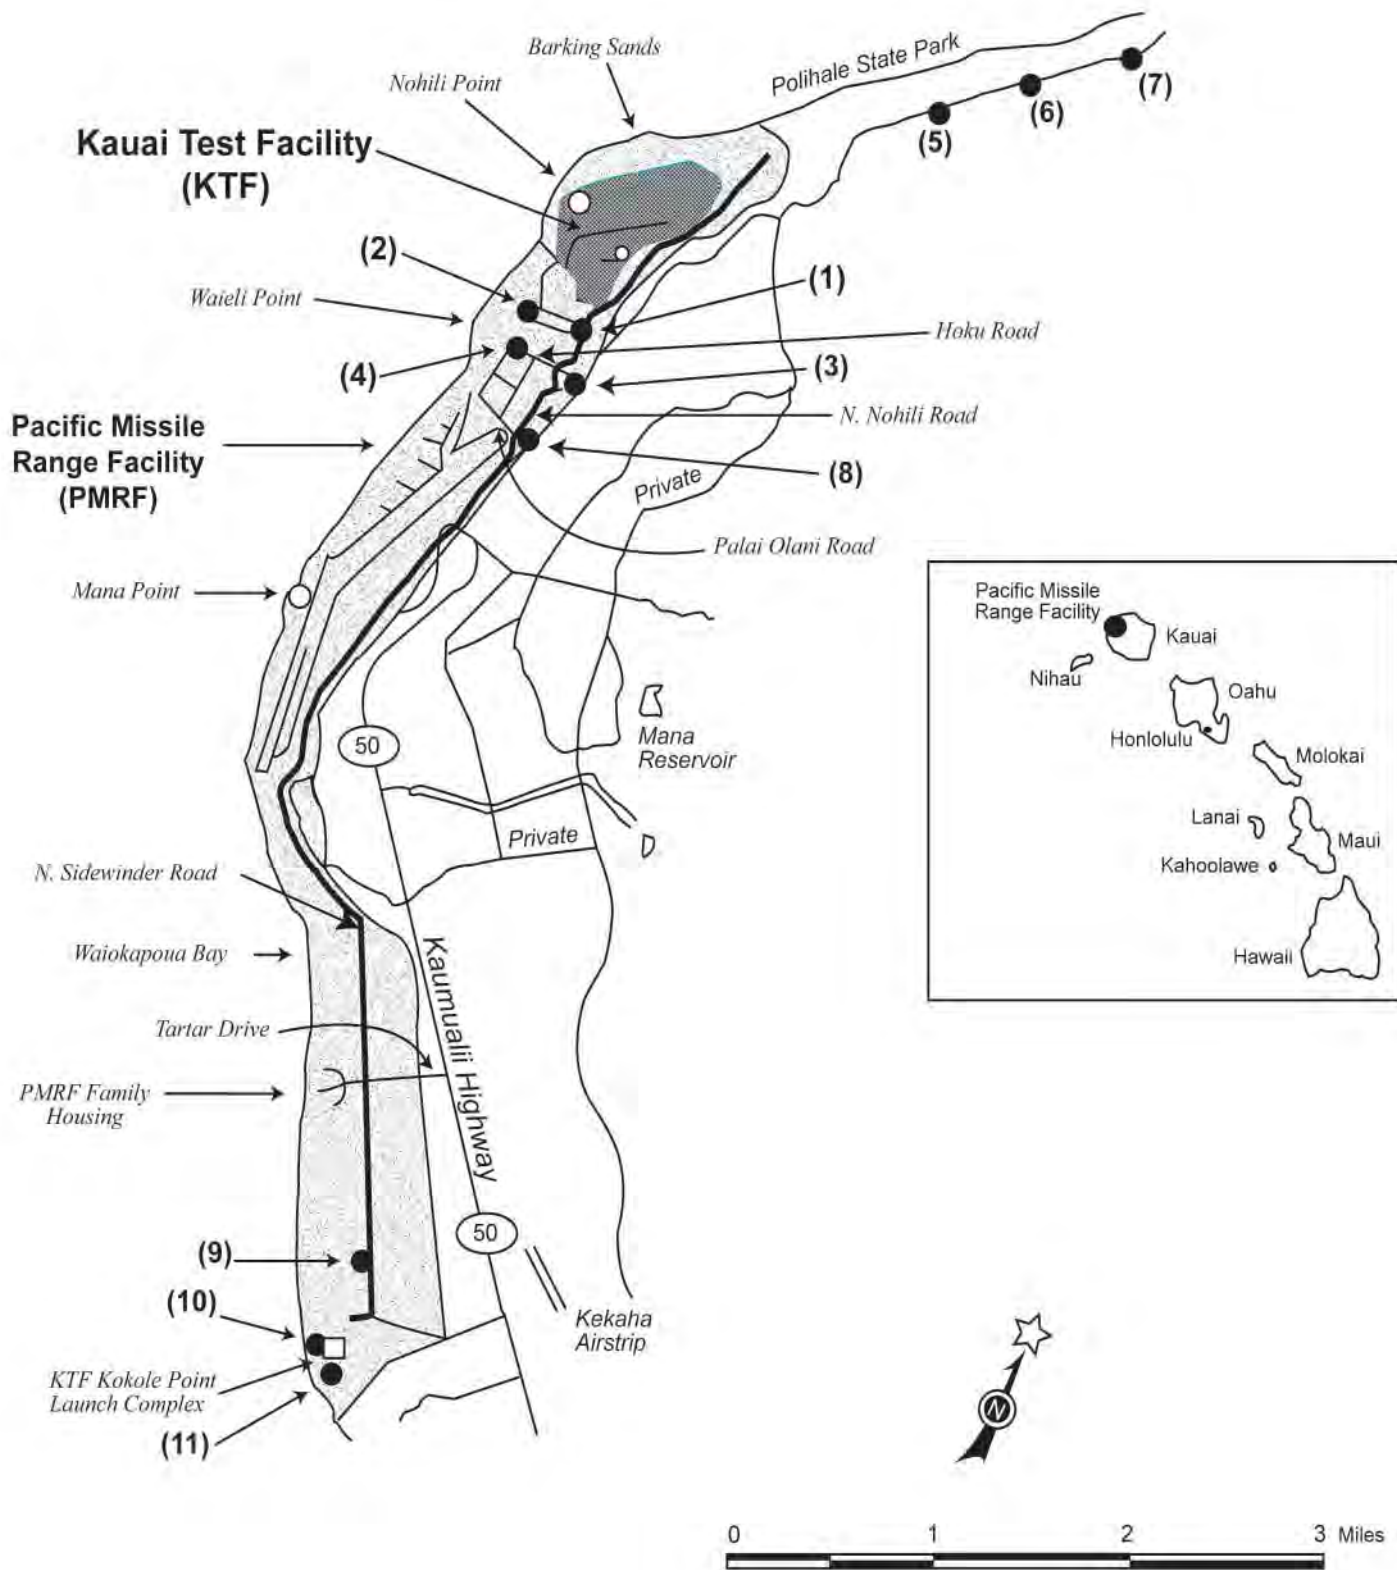 Barking Sands
Polihale State Park
Nohili Point
(7)
(6)
(5)
Kauai Test Facility
(KTF)
(2)
(1)
Waieli Point
Hoku Road
(4)
(3)
N. Nohili Road
Pacific Missile
Range Facility
(PMRF)
(8)
Private
Palai Olani Road
Mana Point
Pacific Missile
Range Facility
Kauai
Nihau
Oahu
Honlolulu
Molokai
Lanai
Maui
Kahoolawe
Hawaii
50
Mana
Reservoir
Private
N. Sidewinder Road
Waiokapoua Bay
Kaumualii Highway
Tartar Drive
PMRF Family
Housing
50
(9)
(10)
Kekaha
Airstrip
KTF Kokole Point
Launch Complex
(11)
N
0 1 2 3 Miles